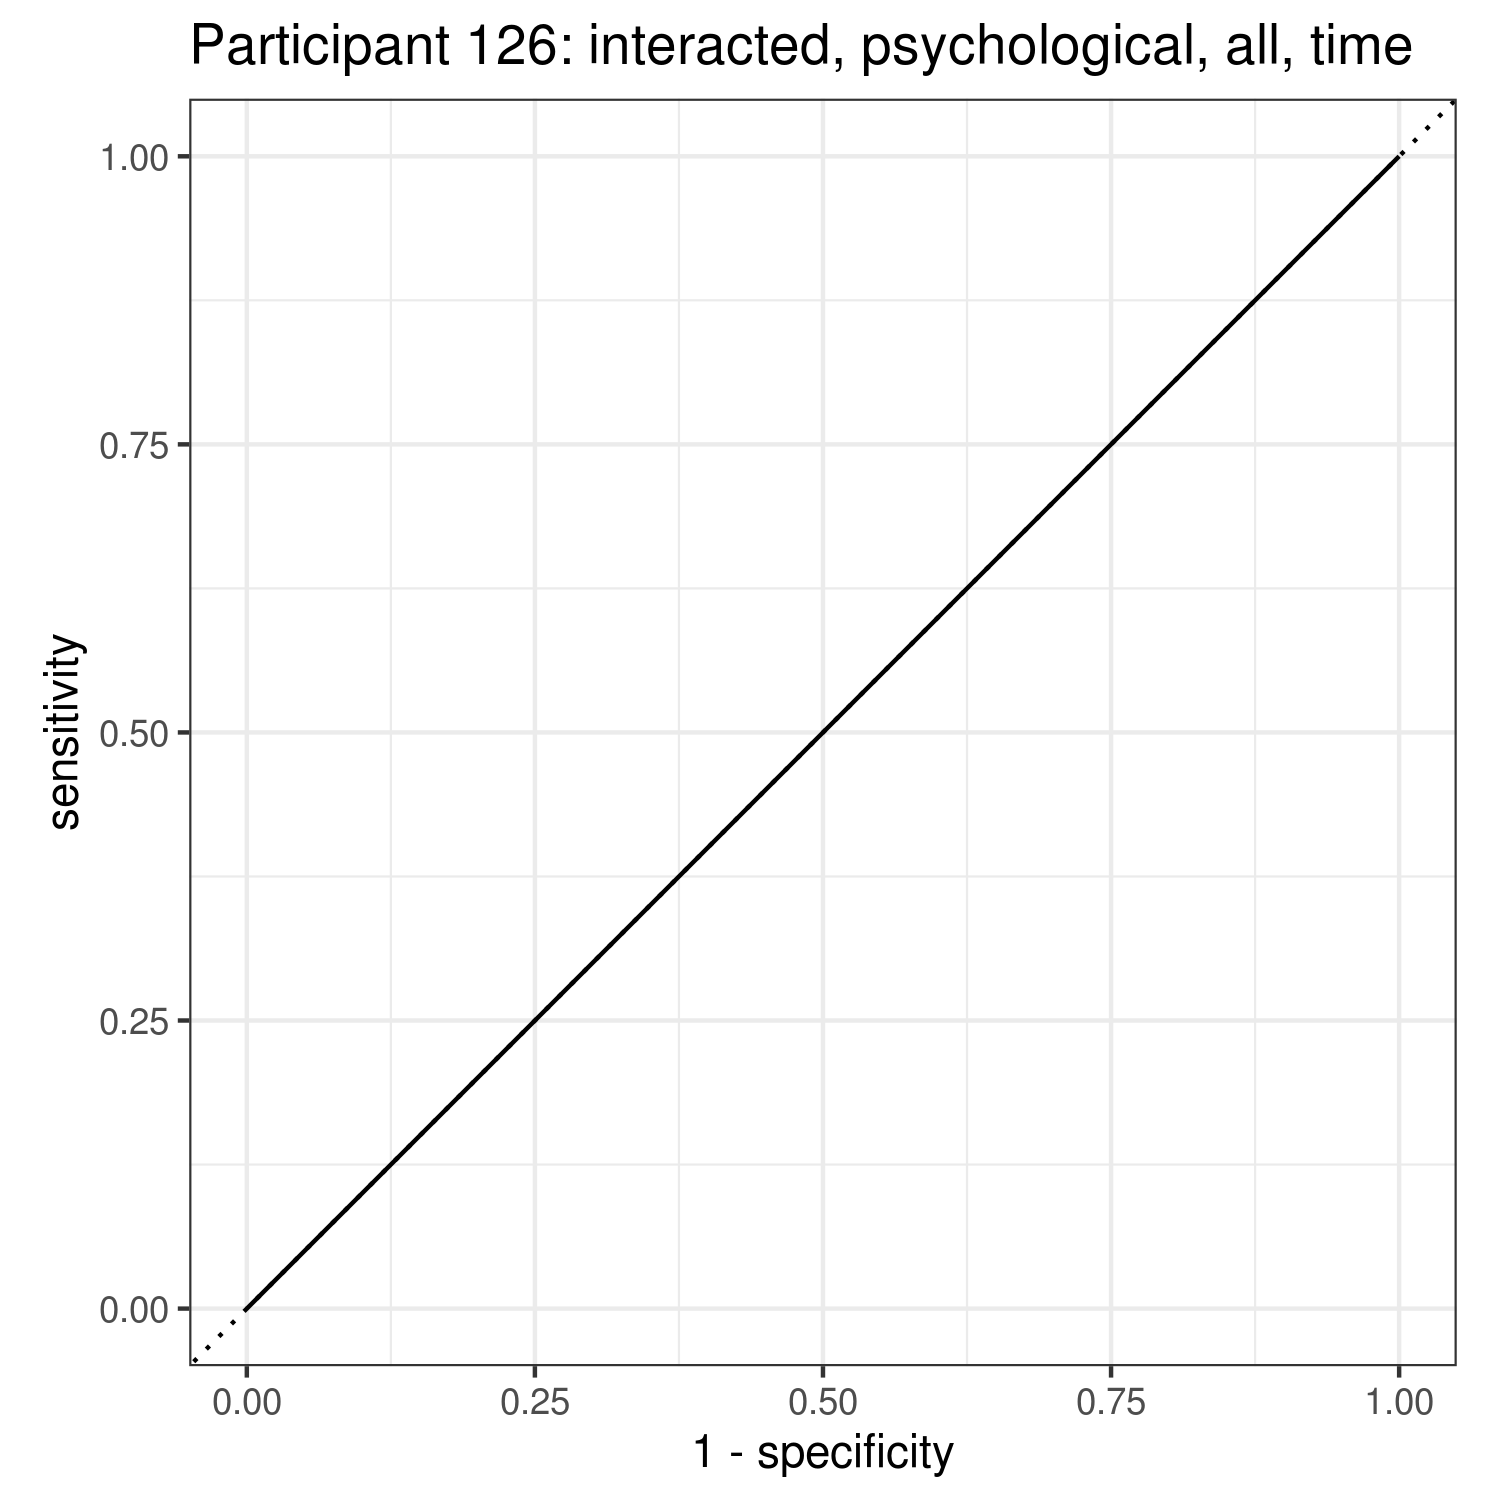 Participant 126: interacted, psychological, all, time
1.00
0.75
0.50
0.25
0.00
sensitivity
0.00 0.25 0.50 0.75 1.00
1 - specificity